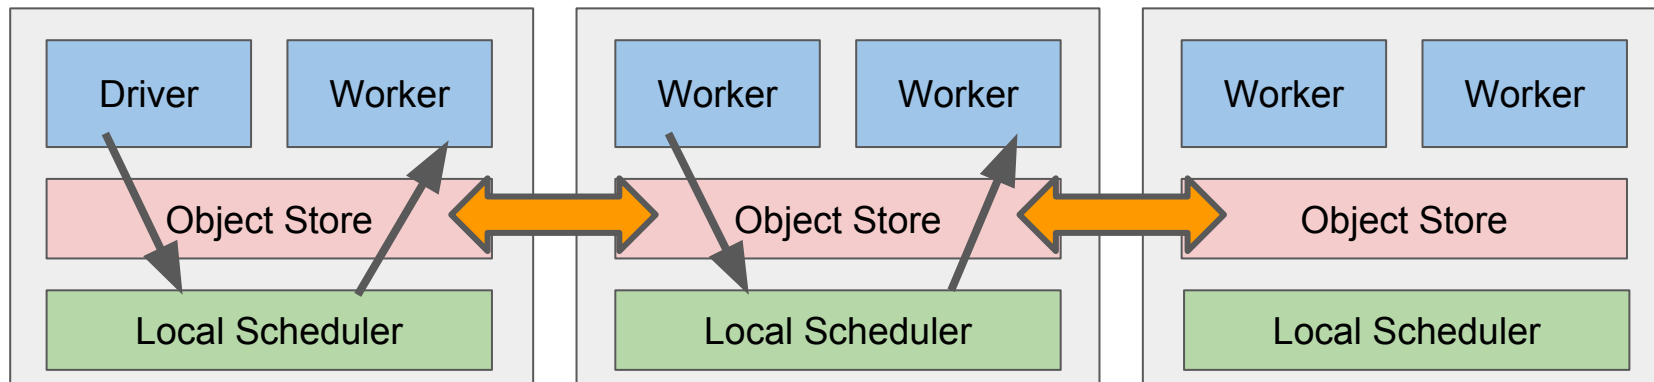 Driver Worker Worker Worker Worker Worker
Object Store Object Store Object Store
Local Scheduler Local Scheduler Local Scheduler